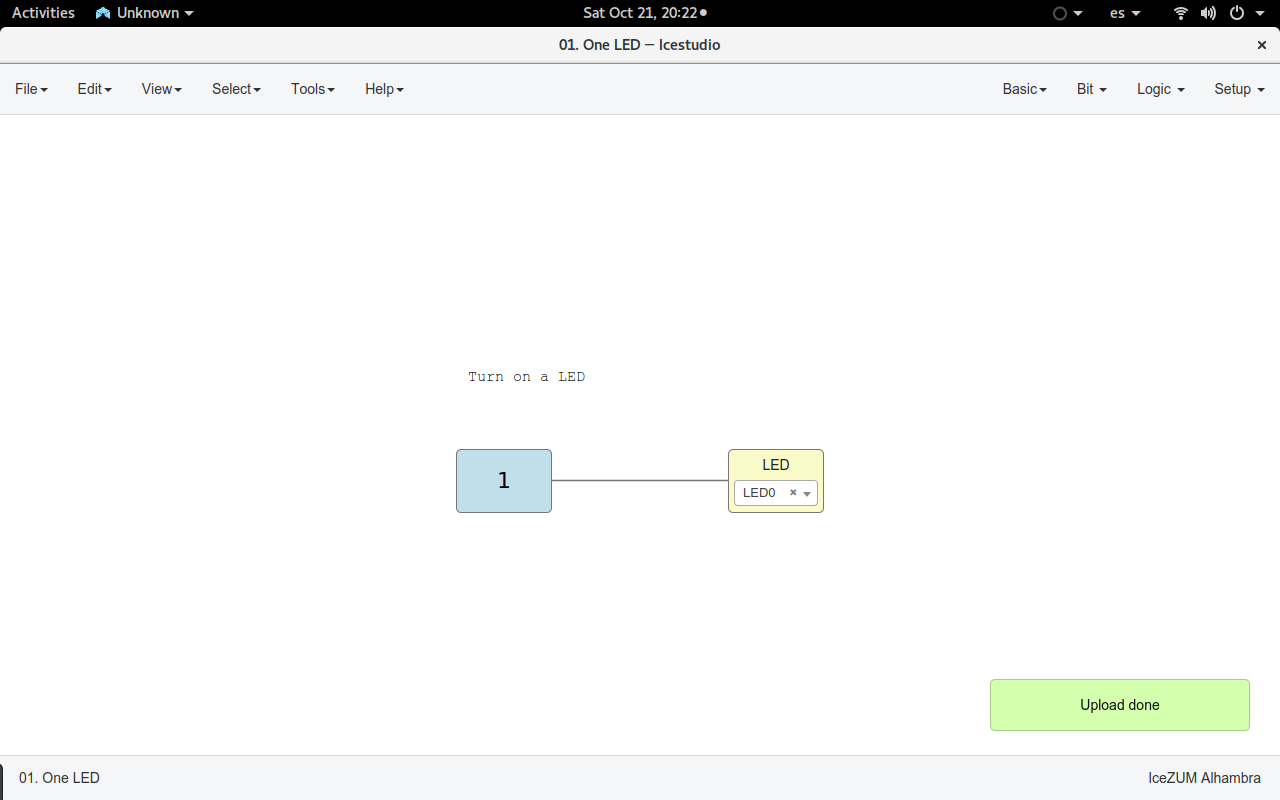 Activities Unknown Sat Oct 21, 20:22 es
01. One LED — Icestudio ×
File Edit View Select Tools Help Basic Bit Logic Setup
Turn on a LED
1
LED
LED0 ×
Upload done
01. One LED IceZUM Alhambra